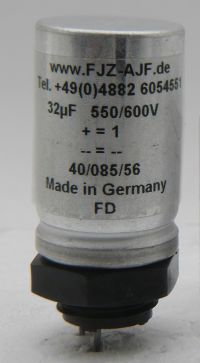 www.FJZ-AJF.de
Tel. +49(0)4882 6054551
32µF 550/600V
+ = 1
-- = --
40/085/56
Made in Germany
FD